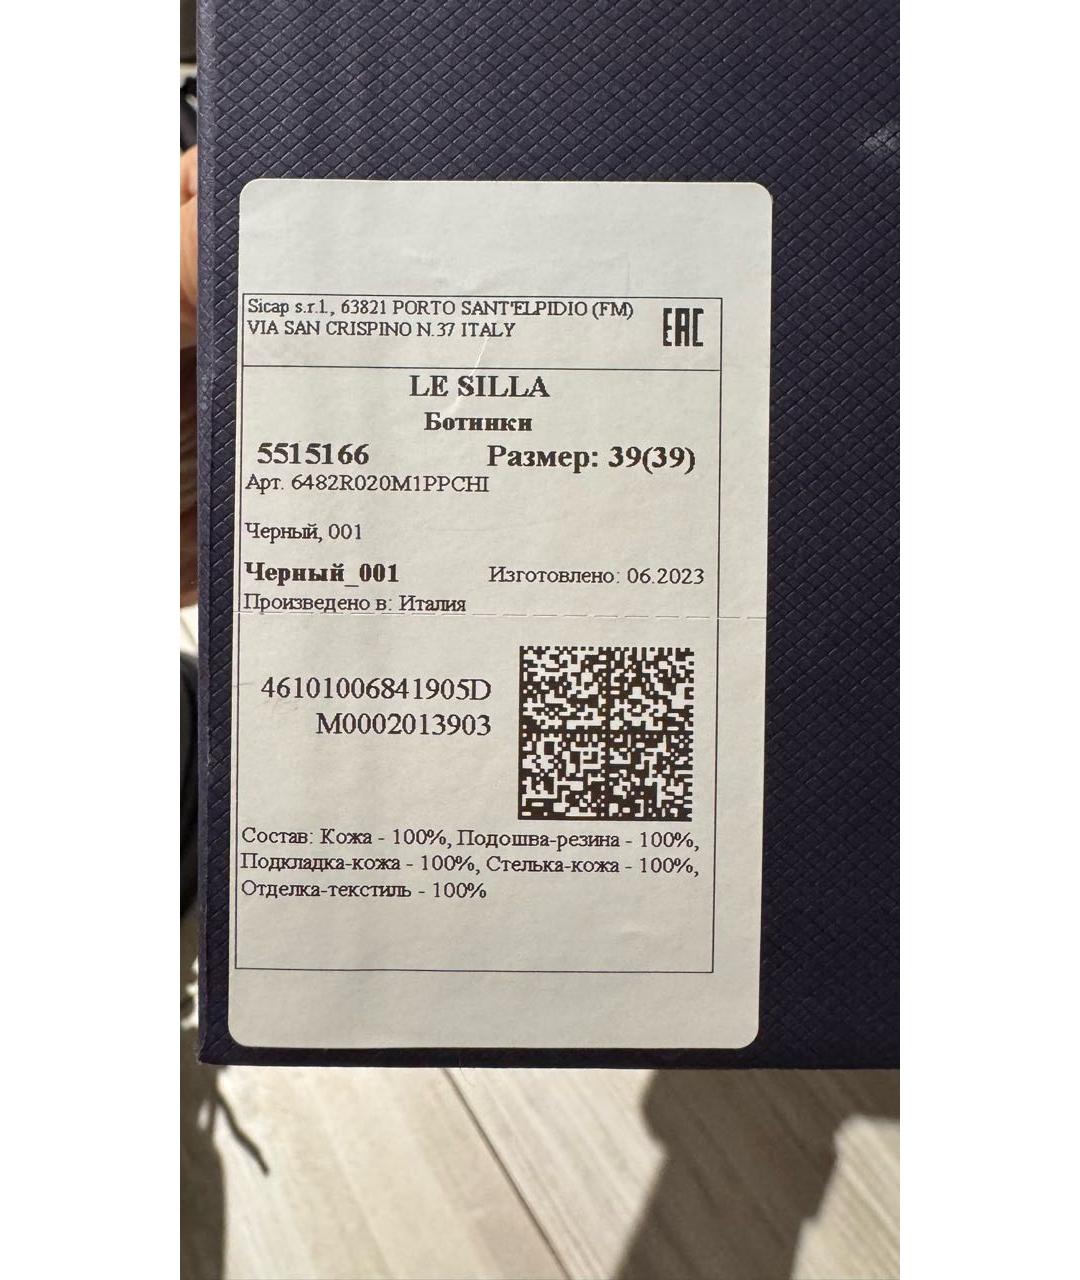 Sicap s.r.l., 63821 PORTO SANT'ELPIDIO (FM)
VIA SAN CRISPINO N.37 ITALY
EAC
LE SILLA
Ботинки
5515166 Размер: 39(39)
Арт. 6482R020M1PPCHI
Черный, 001
Черный_001 Изготовлено: 06.2023
Произведено в: Италия
46101006841905D
M0002013903
Состав: Кожа - 100%, Подошва-резина - 100%,
Подкладка-кожа - 100%, Стелька-кожа - 100%,
Отделка-текстиль - 100%